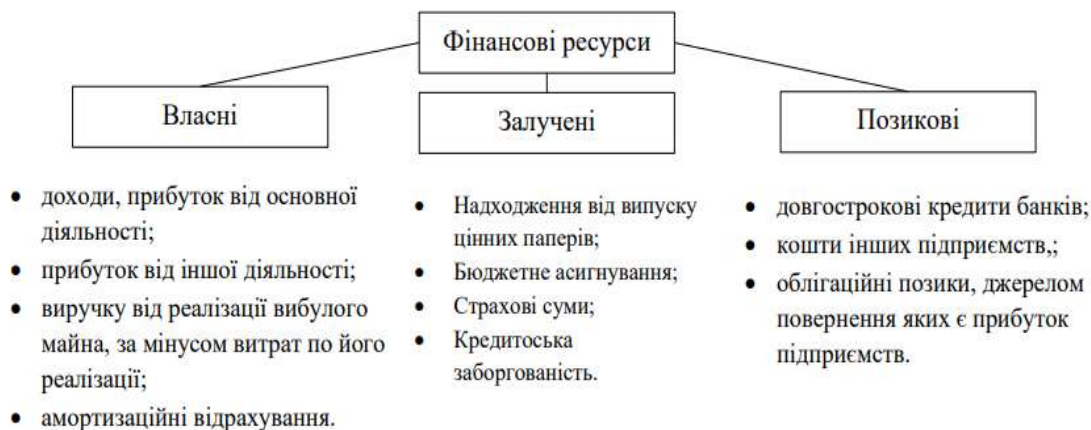 Фінансові ресурси
Власні
Залучені
Позикові
• доходи, прибуток від основної
діяльності;
• прибуток від іншої діяльності;
• виручку від реалізації вибулого
майна, за мінусом витрат по його
реалізації;
• амортизаційні відрахування.
• Надходження від випуску
цінних паперів;
• Бюджетне асигнування;
• Страхові суми;
• Кредитоська
заборгованість.
• довгострокові кредити банків;
• кошти інших підприємств,;
• облігаційні позики, джерелом
повернення яких є прибуток
підприємств.